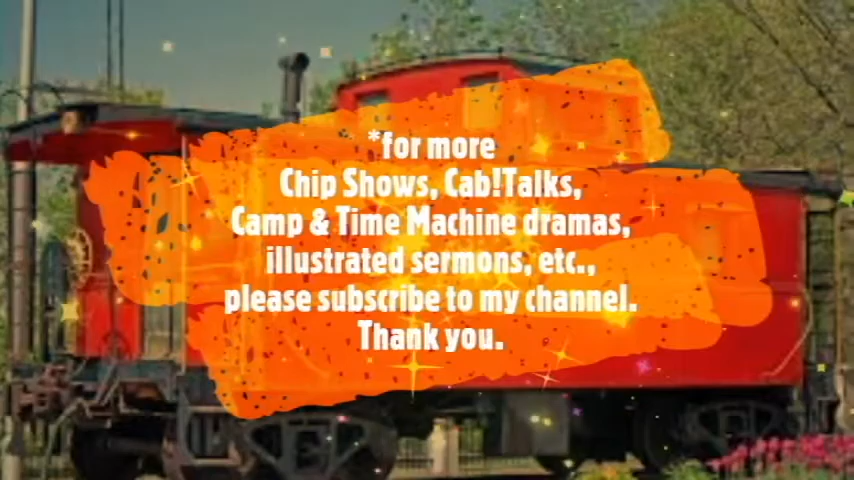 *for more
Chip Shows, Cab!Talks,
Camp & Time Machine dramas,
illustrated sermons, etc.,
please subscribe to my channel.
Thank you.